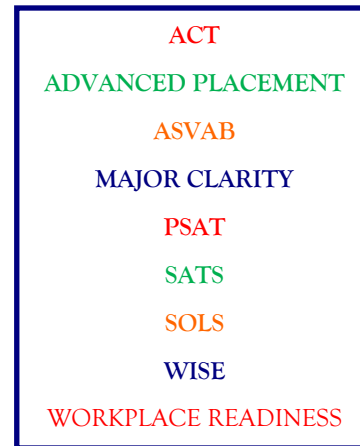 ACT
ADVANCED PLACEMENT
ASVAB
MAJOR CLARITY
PSAT
SATS
SOLS
WISE
WORKPLACE READINESS